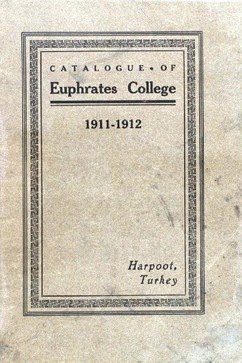 CATALOGUE OF
Euphrates College
1911-1912
Harpoot,
Turkey